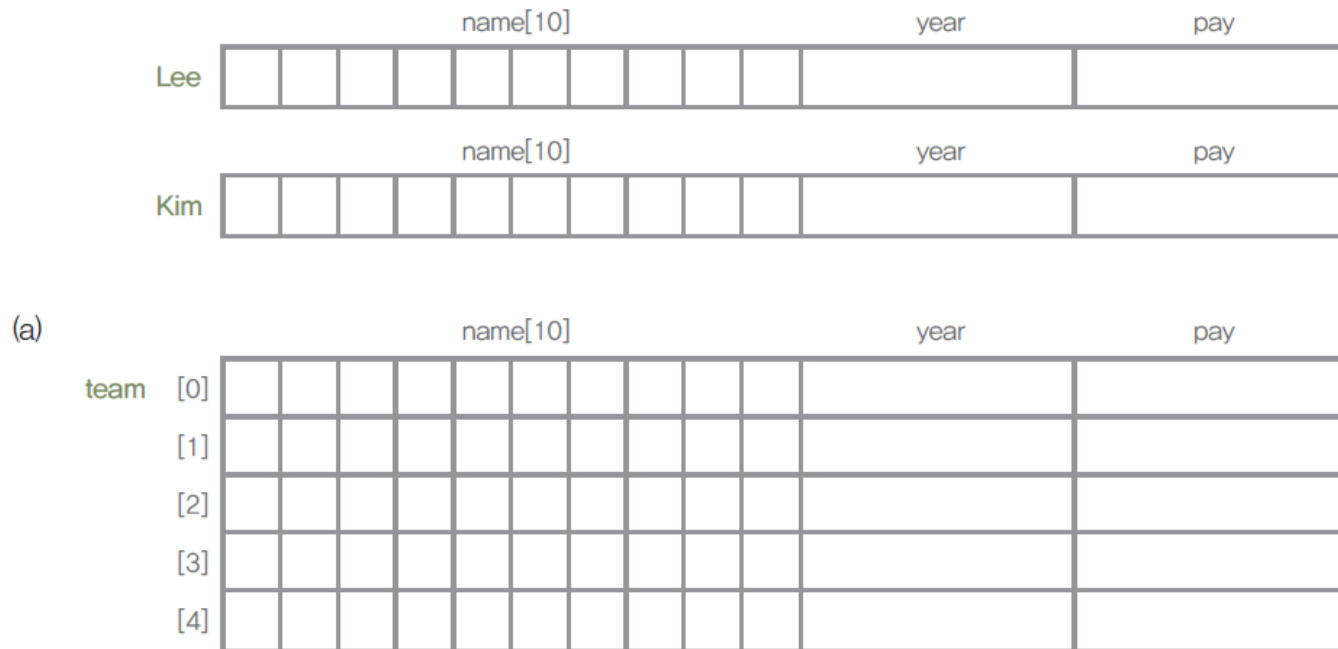 name[10] year pay
Lee
name[10] year pay
Kim
(a)
name[10] year pay
team [0]
[1]
[2]
[3]
[4]